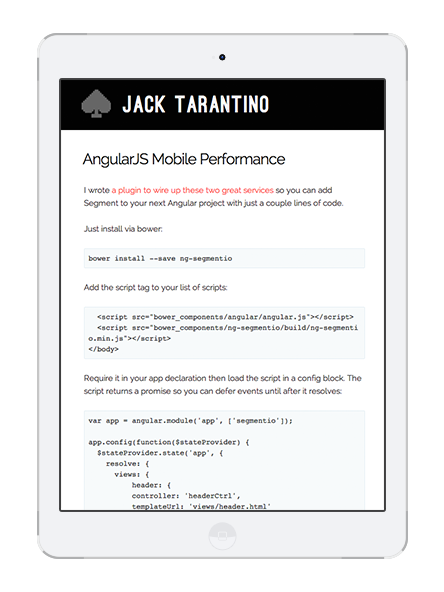 JACK TARANTINO
AngularJS Mobile Performance
I wrote a plugin to wire up these two great services so you can add
Segment to your next Angular project with just a couple lines of code.
Just install via bower:
bower install --save ng-segmentio
Add the script tag to your list of scripts:
<script src="bower_components/angular/angular.js"></script>
<script src="bower_components/ng-segmentio/build/ng-segmenti
o.min.js"></script>
</body>
Require it in your app declaration then load the script in a config block. The
script returns a promise so you can defer events until after it resolves:
var app = angular.module('app', ['segmentio']);
app.config(function($stateProvider) {
$stateProvider.state('app', {
resolve: {
views: {
header: {
controller: 'headerCtrl',
templateUrl: 'views/header.html'